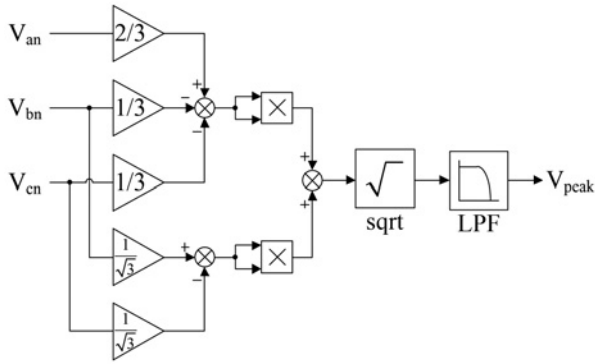 V_an
2/3
+
V_bn
1/3
−
−
×
V_cn
1/3
+
+
√
sqrt
LPF
V_peak
1/√3
+
−
×
1/√3